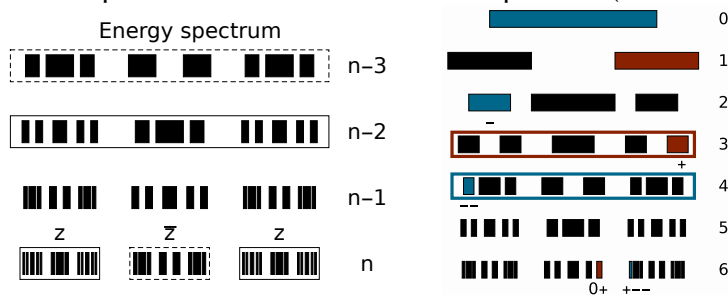 Energy spectrum
n−3
n−2
n−1
z z̄ z
n
0
1
2
−
3
+
4
−−
5
6
0+ +−−